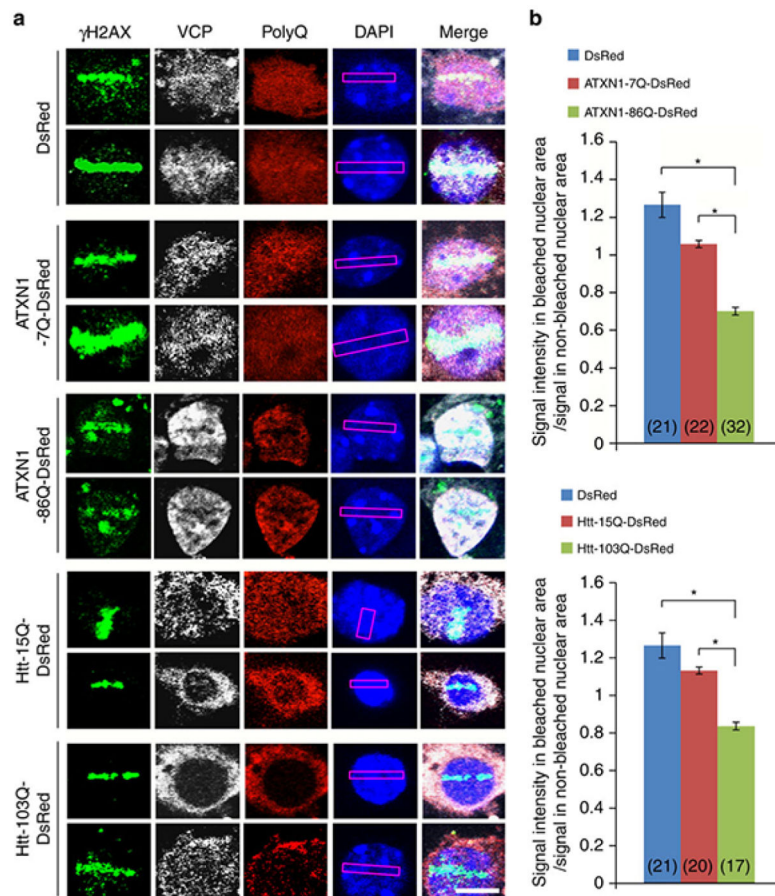 a
γH2AX VCP PolyQ DAPI Merge
DsRed
ATXN1
-7Q-DsRed
ATXN1
-86Q-DsRed
Htt-15Q-
DsRed
Htt-103Q-
DsRed
b
DsRed
ATXN1-7Q-DsRed
ATXN1-86Q-DsRed
Signal intensity in bleached nuclear area
/signal in non-bleached nuclear area
1.6
1.4
1.2
1
0.8
0.6
0.4
0.2
0
*
*
(21) (22) (32)
DsRed
Htt-15Q-DsRed
Htt-103Q-DsRed
Signal intensity in bleached nuclear area
/signal in non-bleached nuclear area
1.6
1.4
1.2
1
0.8
0.6
0.4
0.2
0
*
*
(21) (20) (17)